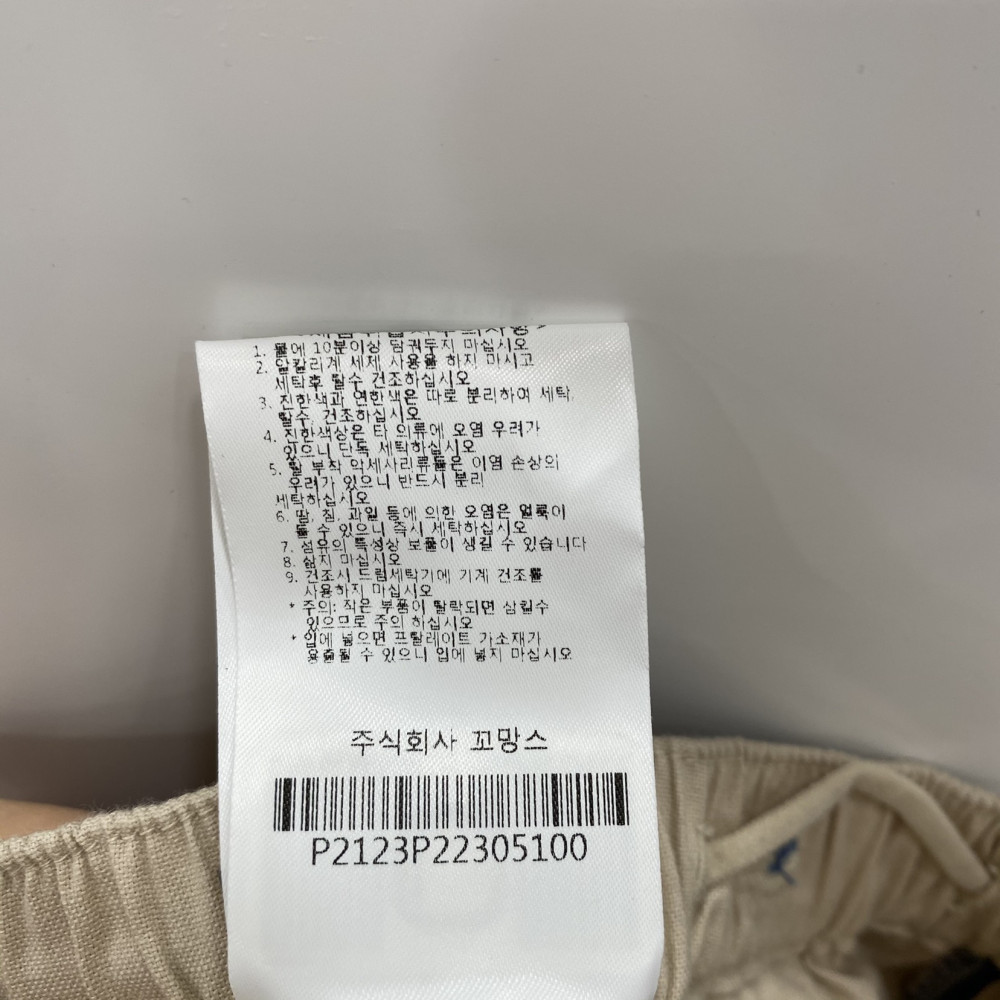 1. 물에 10분이상 담궈두지 마십시오
2. 알칼리계 세제 사용을 하지 마시고
세탁후 탈수 건조하십시오
3. 진한색과 연한색은 따로 분리하여 세탁,
탈수, 건조하십시오
4. 진한색상은 타 의류에 오염 우려가
있으니 단독 세탁하십시오
5. 탈 부착 악세사리류들은 이염 손상의
우려가 있으니 반드시 분리
세탁하십시오
6. 땀, 침, 과일 등에 의한 오염은 얼룩이
될 수 있으니 즉시 세탁하십시오
7. 섬유의 특성상 보풀이 생길 수 있습니다
8. 삶지 마십시오
9. 건조시 드럼세탁기에 기계 건조를
사용하지 마십시오
* 주의: 작은 부품이 탈락되면 삼킬수
있으므로 주의 하십시오
* 입에 넣으면 프탈레이트 가소제가
용출될 수 있으니 입에 넣지 마십시오
주식회사 꼬망스
P2123P22305100